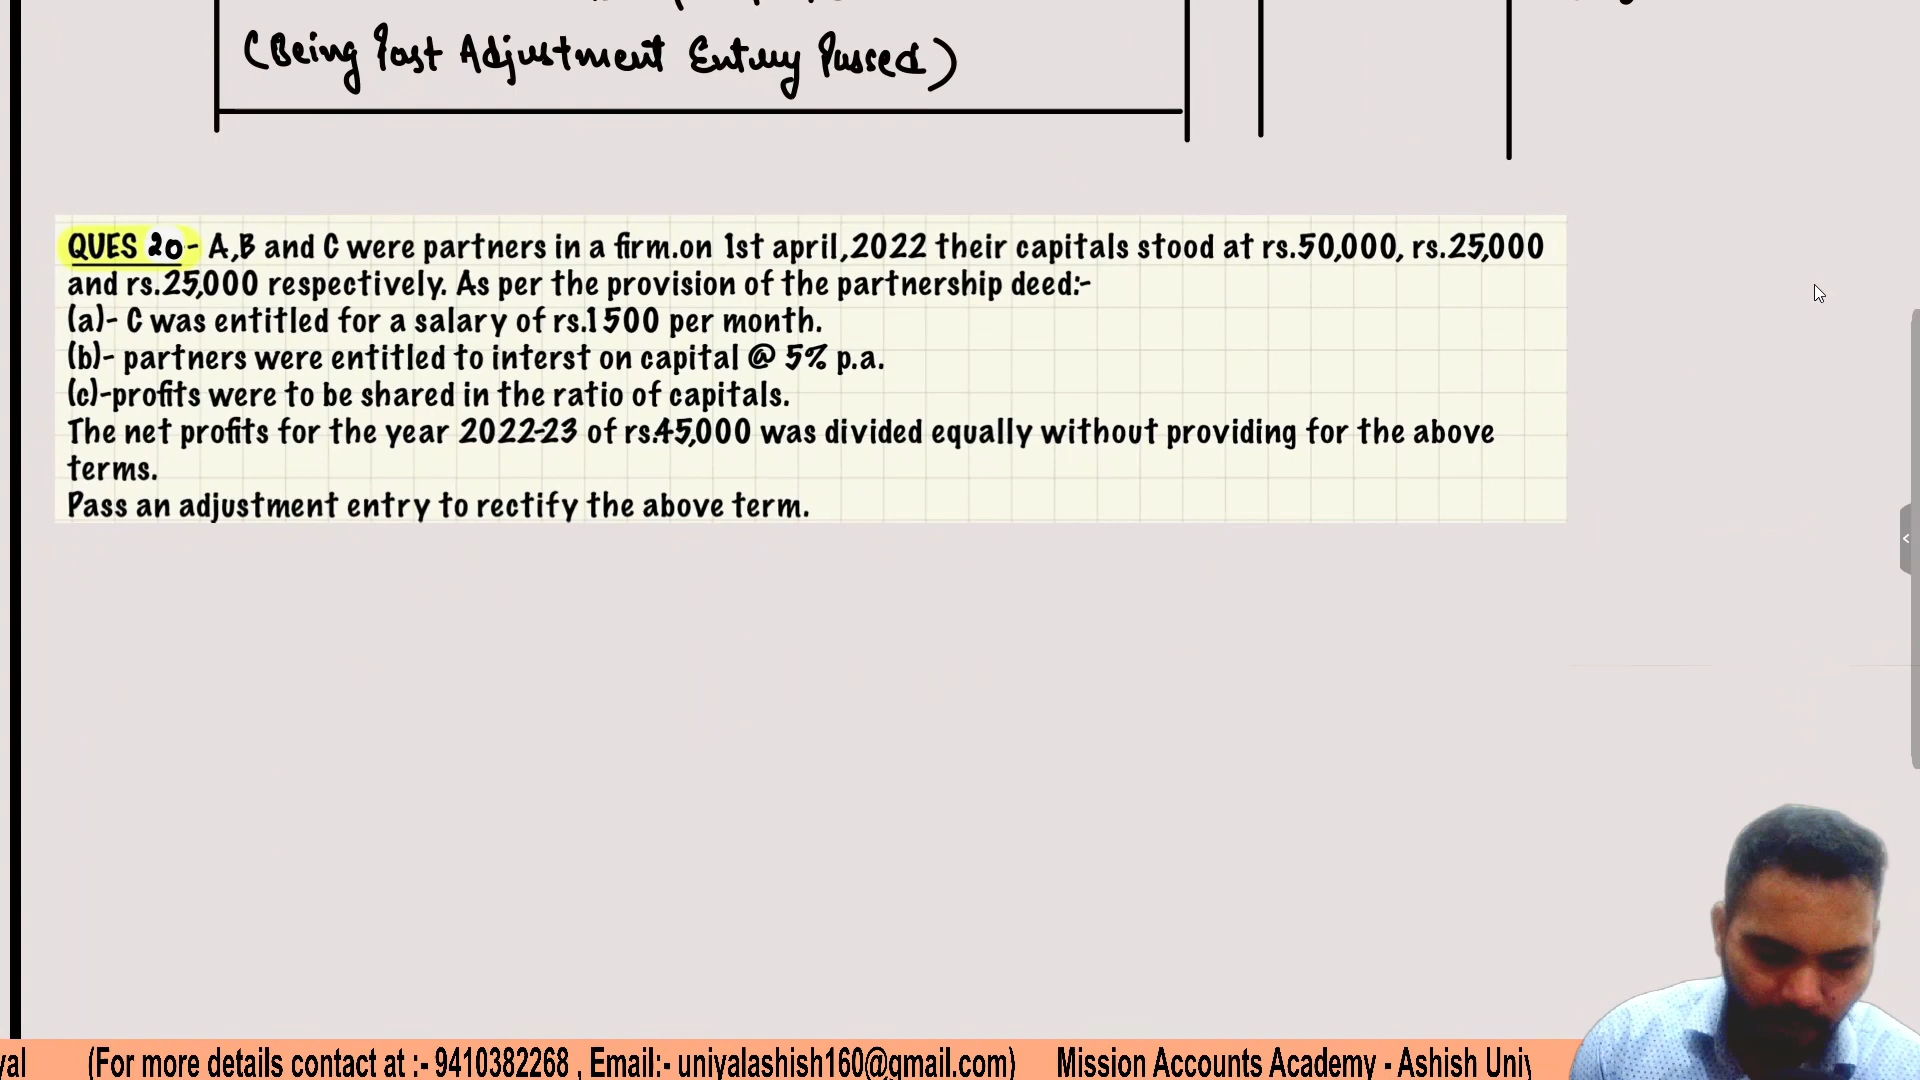 (Being Past Adjustment Entry Passed)
QUES 20- A,B and C were partners in a firm.on 1st april,2022 their capitals stood at rs.50,000, rs.25,000
and rs.25,000 respectively. As per the provision of the partnership deed:-
(a)- C was entitled for a salary of rs.1500 per month.
(b)- partners were entitled to interst on capital @ 5% p.a.
(c)-profits were to be shared in the ratio of capitals.
The net profits for the year 2022-23 of rs.45,000 was divided equally without providing for the above
terms.
Pass an adjustment entry to rectify the above term.
yal (For more details contact at :- 9410382268 , Email:- uniyalashish160@gmail.com) Mission Accounts Academy - Ashish Uniy